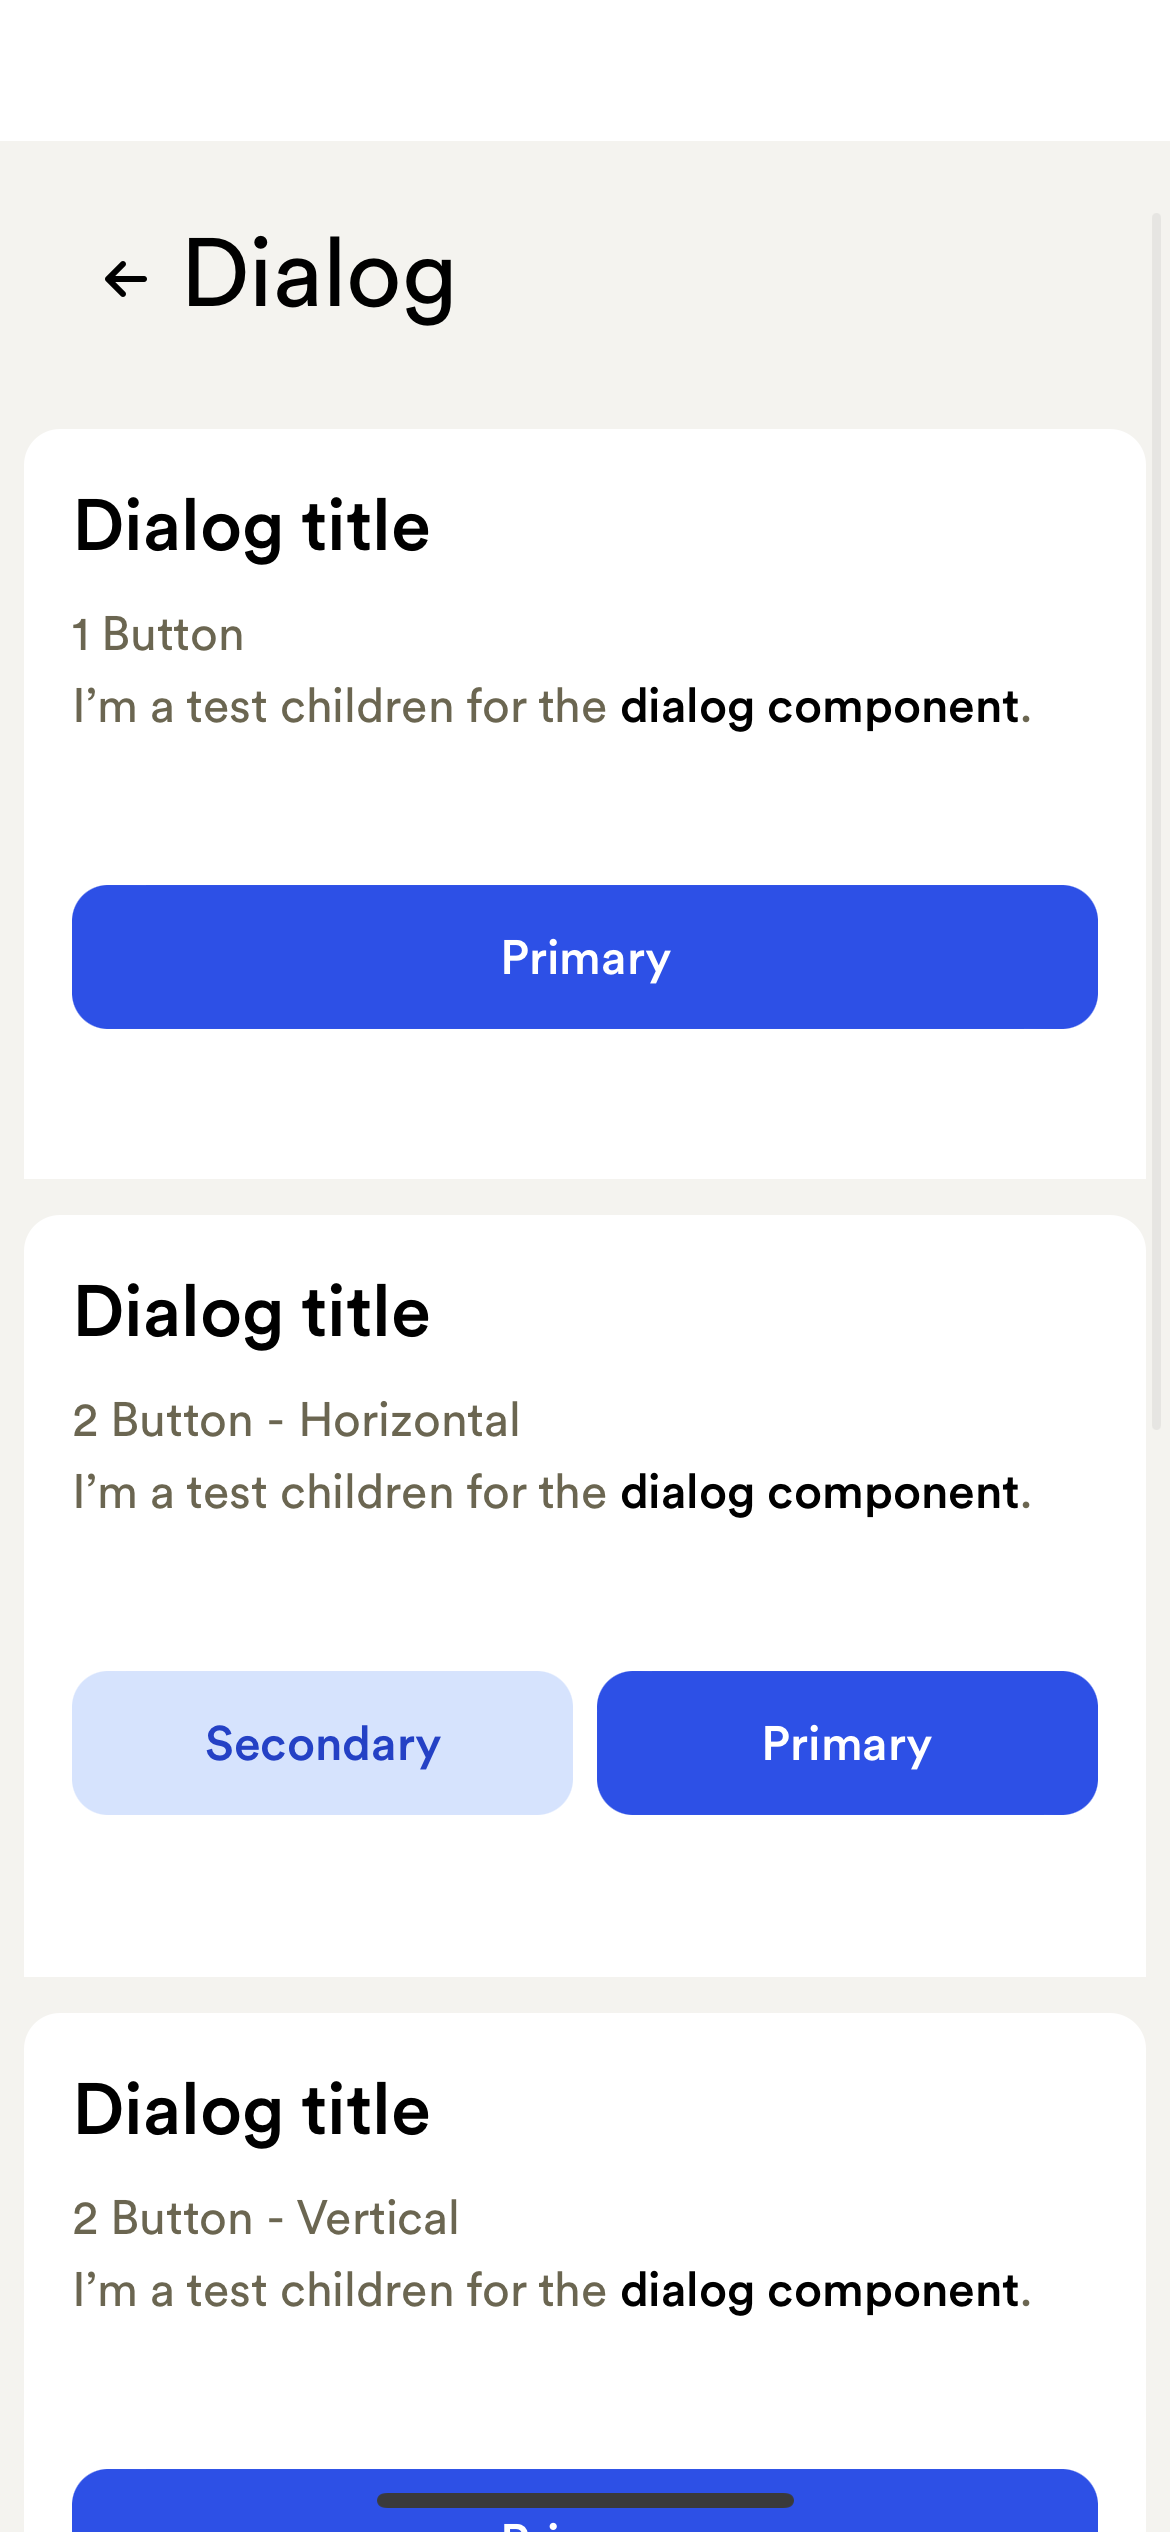 Dialog
Dialog title
1 Button
I’m a test children for the dialog component.
Primary
Dialog title
2 Button - Horizontal
I’m a test children for the dialog component.
Secondary Primary
Dialog title
2 Button - Vertical
I’m a test children for the dialog component.